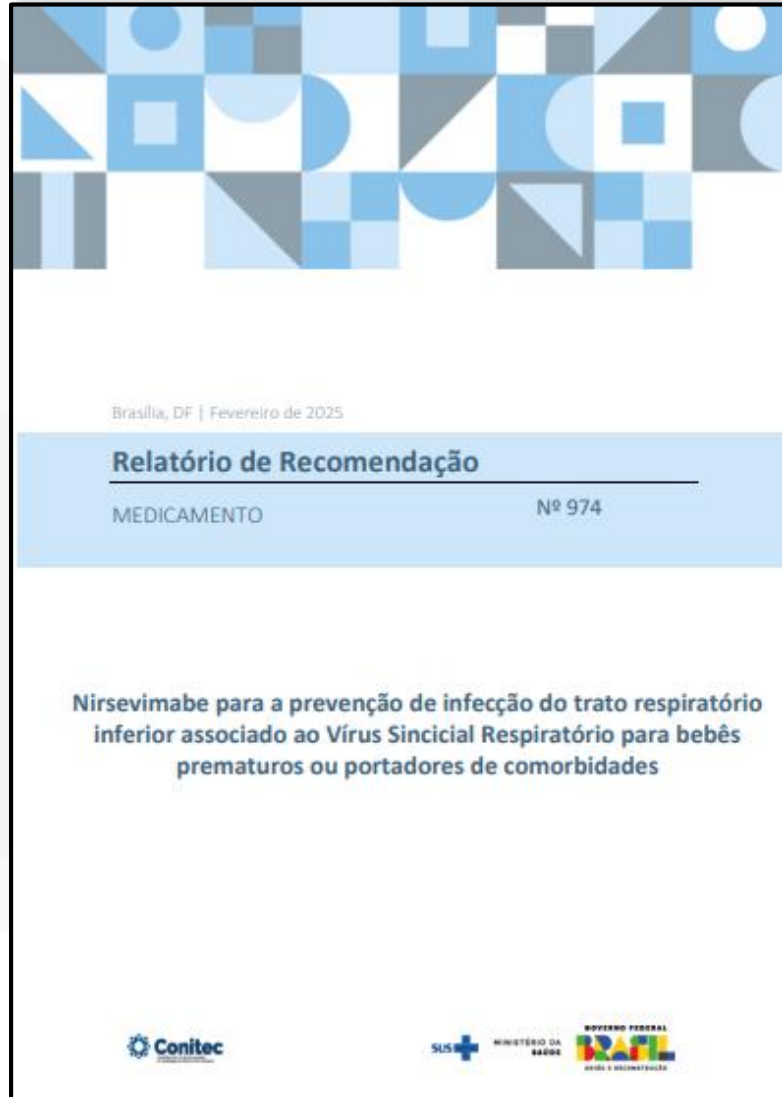 Brasília, DF | Fevereiro de 2025
Relatório de Recomendação
MEDICAMENTO
Nº 974
Nirsevimabe para a prevenção de infecção do trato respiratório
inferior associado ao Vírus Sincicial Respiratório para bebês
prematuros ou portadores de comorbidades
Conitec
SUS
MINISTÉRIO DA
SAÚDE
GOVERNO FEDERAL
BRASIL
UNIÃO E RECONSTRUÇÃO